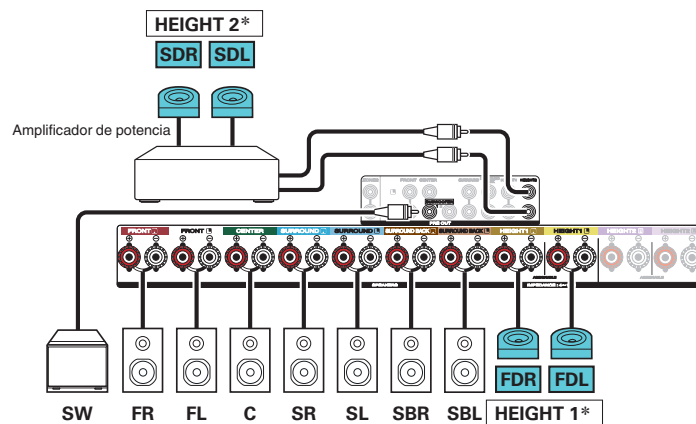 HEIGHT 2*
SDR SDL
Amplificador de potencia
FRONT R FRONT L CENTER SURROUND R SURROUND L SURROUND BACK R SURROUND BACK L HEIGHT1 R HEIGHT1 L
SW FR FL C SR SL SBR SBL FDR FDL
HEIGHT 1*